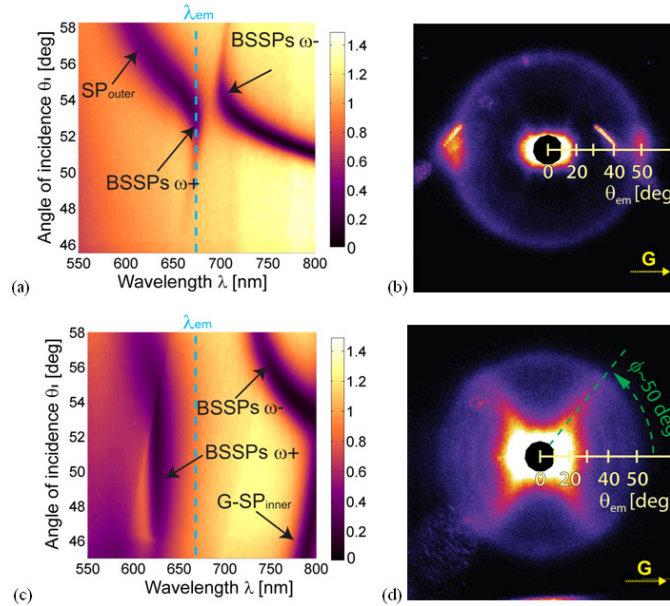 (a)
λem
58
56
54
52
50
48
46
Angle of incidence θı [deg]
SPouter
BSSPs ω-
BSSPs ω+
550 600 650 700 750 800
Wavelength λ [nm]
1.4
1.2
1
0.8
0.6
0.4
0.2
0
(b)
0 20 40 50
θem [deg]
G
(c)
λem
58
56
54
52
50
48
46
Angle of incidence θı [deg]
BSSPs ω-
BSSPs ω+
G-SPinner
550 600 650 700 750 800
Wavelength λ [nm]
1.4
1.2
1
0.8
0.6
0.4
0.2
0
(d)
ϕ~50 deg
0 20 40 50
θem [deg]
G